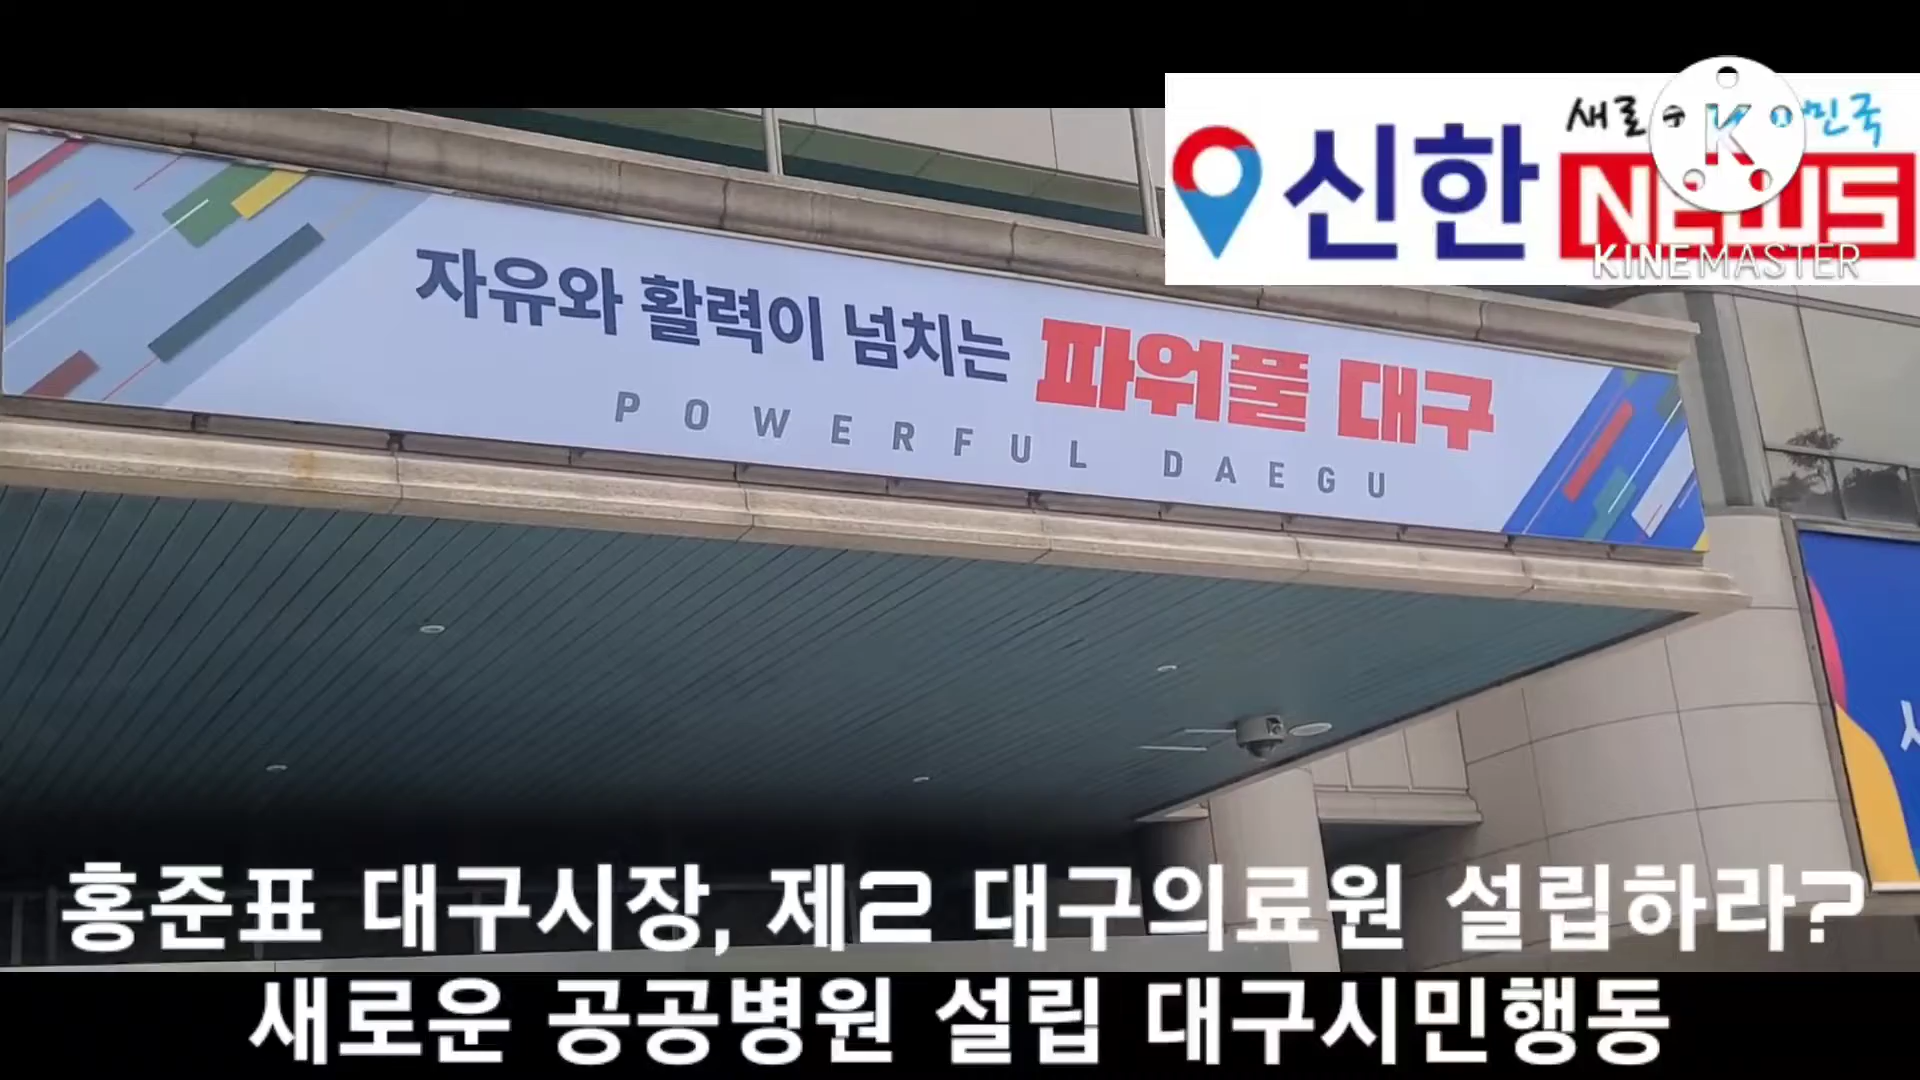 신한
NEWS
KINEMASTER
자유와 활력이 넘치는 파워풀 대구
POWERFUL DAEGU
홍준표 대구시장, 제2 대구의료원 설립하라?
새로운 공공병원 설립 대구시민행동